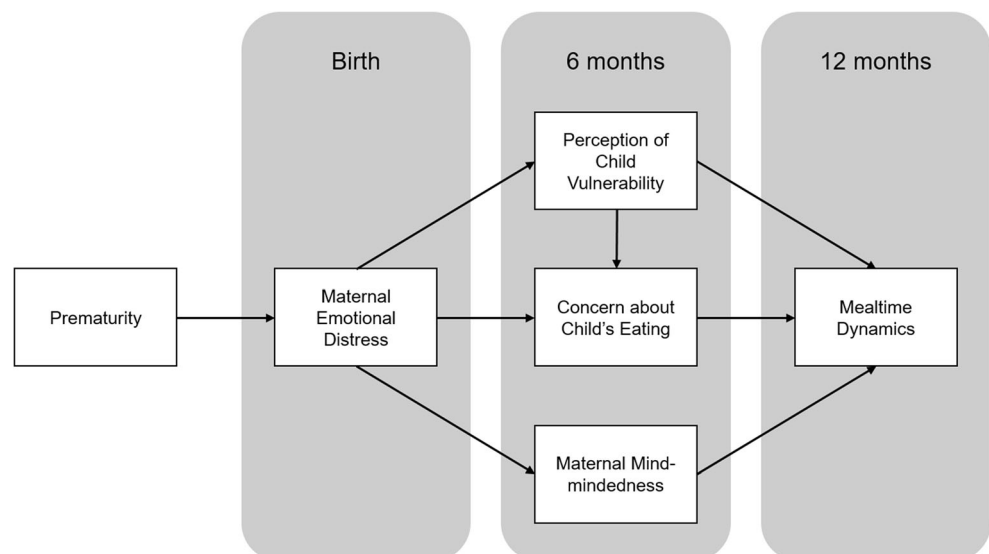 Birth
6 months
12 months
Perception of
Child
Vulnerability
Prematurity
Maternal
Emotional
Distress
Concern about
Child's Eating
Mealtime
Dynamics
Maternal Mind-
mindedness